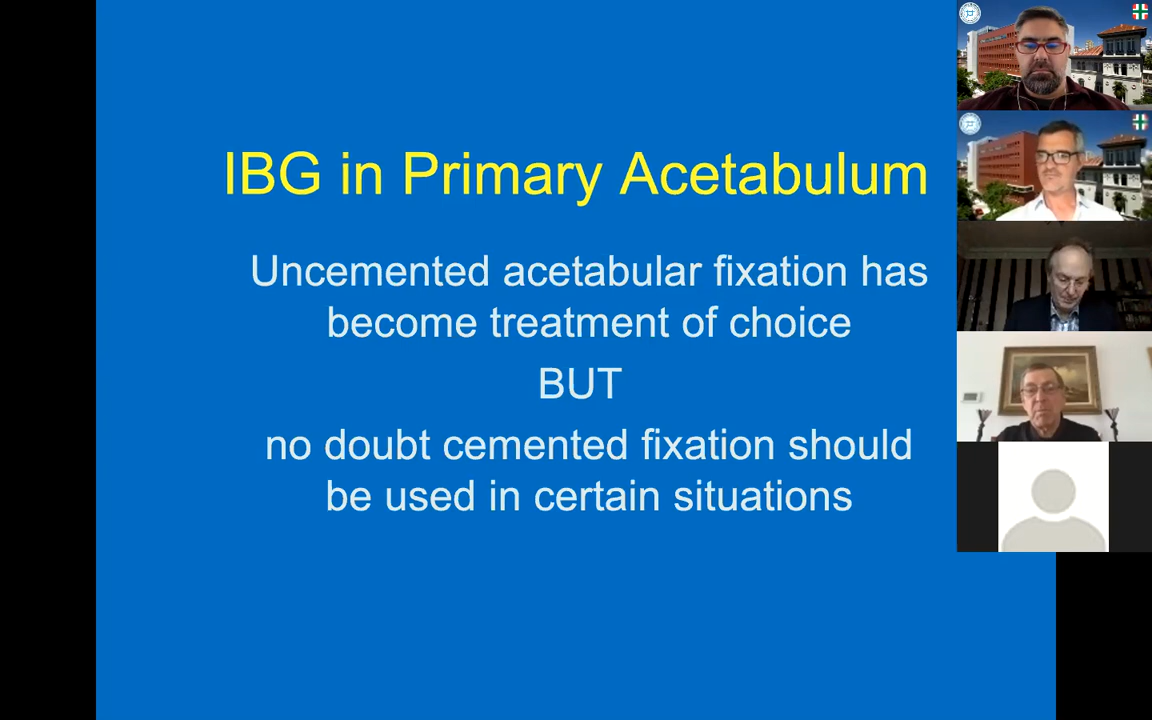 IBG in Primary Acetabulum
Uncemented acetabular fixation has
become treatment of choice
BUT
no doubt cemented fixation should
be used in certain situations